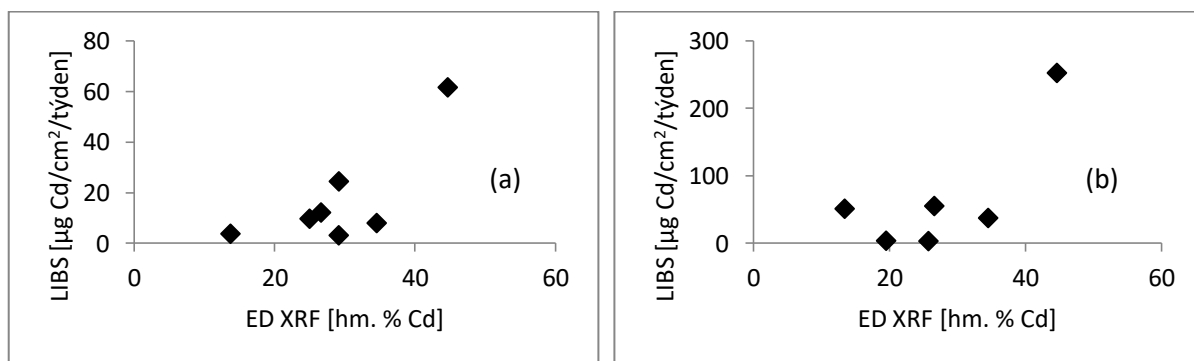 LIBS [µg Cd/cm²/týden]
80
60
40
20
0
0 20 40 60
ED XRF [hm. % Cd]
(a)
LIBS [µg Cd/cm²/týden]
300
200
100
0
0 20 40 60
ED XRF [hm. % Cd]
(b)